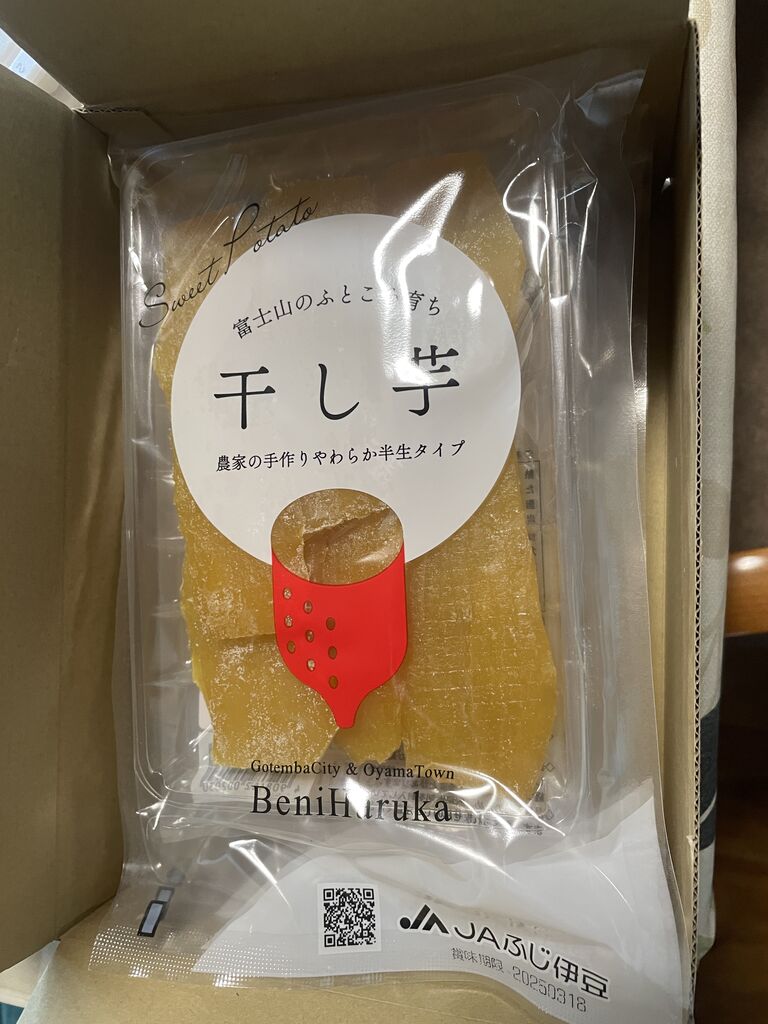 Sweet Potato
富士山のふところ育ち
干し芋
農家の手作りやわらか半生タイプ
GotembaCity & OyamaTown
BeniHaruka
JAふじ伊豆
賞味期限 20250318